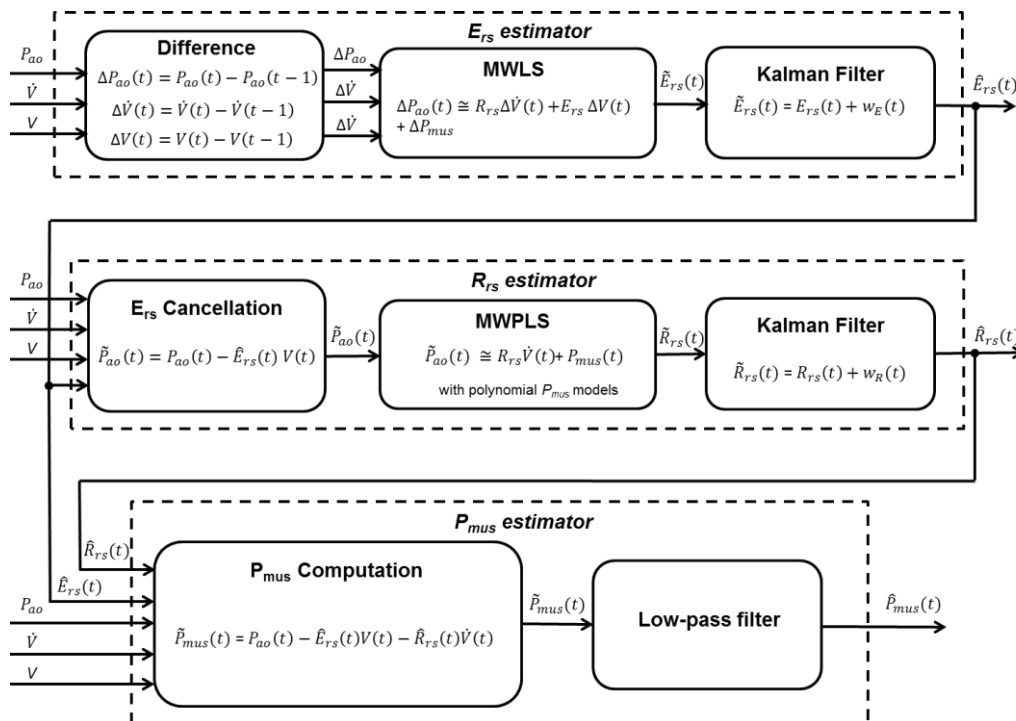 E_rs estimator
P_ao
V̇
V
Difference
ΔP_ao(t) = P_ao(t) − P_ao(t − 1)
ΔV̇(t) = V̇(t) − V̇(t − 1)
ΔV(t) = V(t) − V(t − 1)
ΔP_ao
ΔV̇
ΔV̇
MWLS
ΔP_ao(t) ≅ R_rs ΔV̇(t) + E_rs ΔV(t)
+ ΔP_mus
Ẽ_rs(t)
Kalman Filter
Ẽ_rs(t) = E_rs(t) + w_E(t)
Ê_rs(t)
R_rs estimator
P_ao
V̇
V
E_rs Cancellation
P̃_ao(t) = P_ao(t) − Ê_rs(t) V(t)
P̃_ao(t)
MWPLS
P̃_ao(t) ≅ R_rs V̇(t) + P_mus(t)
with polynomial P_mus models
R̃_rs(t)
Kalman Filter
R̃_rs(t) = R_rs(t) + w_R(t)
R̂_rs(t)
P_mus estimator
R̂_rs(t)
Ê_rs(t)
P_ao
V̇
V
P_mus Computation
P̃_mus(t) = P_ao(t) − Ê_rs(t)V(t) − R̂_rs(t)V̇(t)
P̃_mus(t)
Low-pass filter
P̂_mus(t)